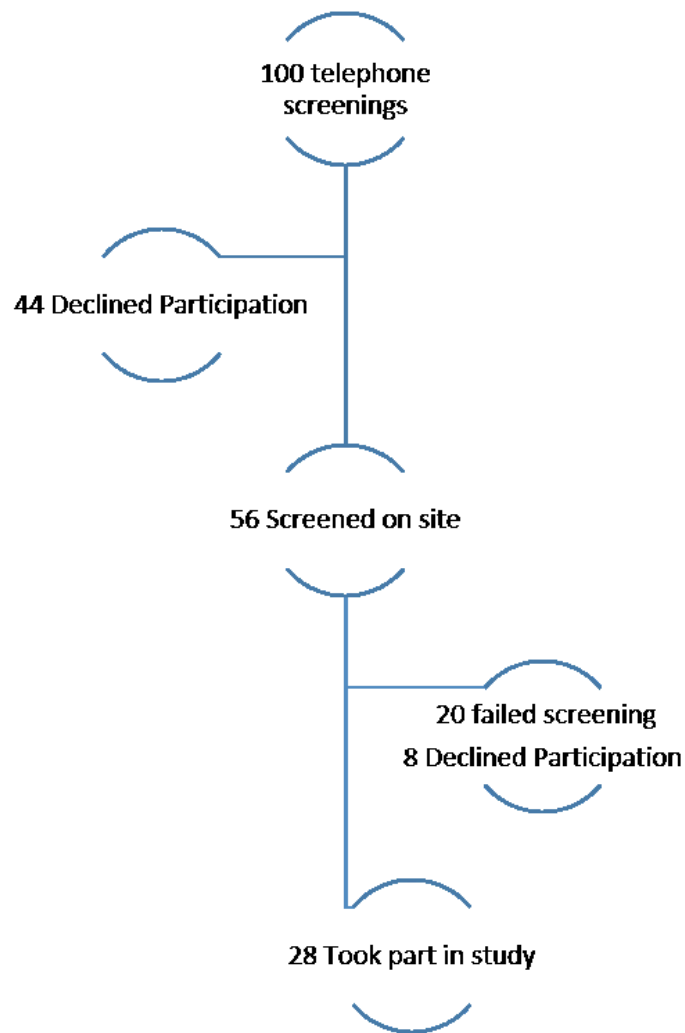 100 telephone
screenings
44 Declined Participation
56 Screened on site
20 failed screening
8 Declined Participation
28 Took part in study